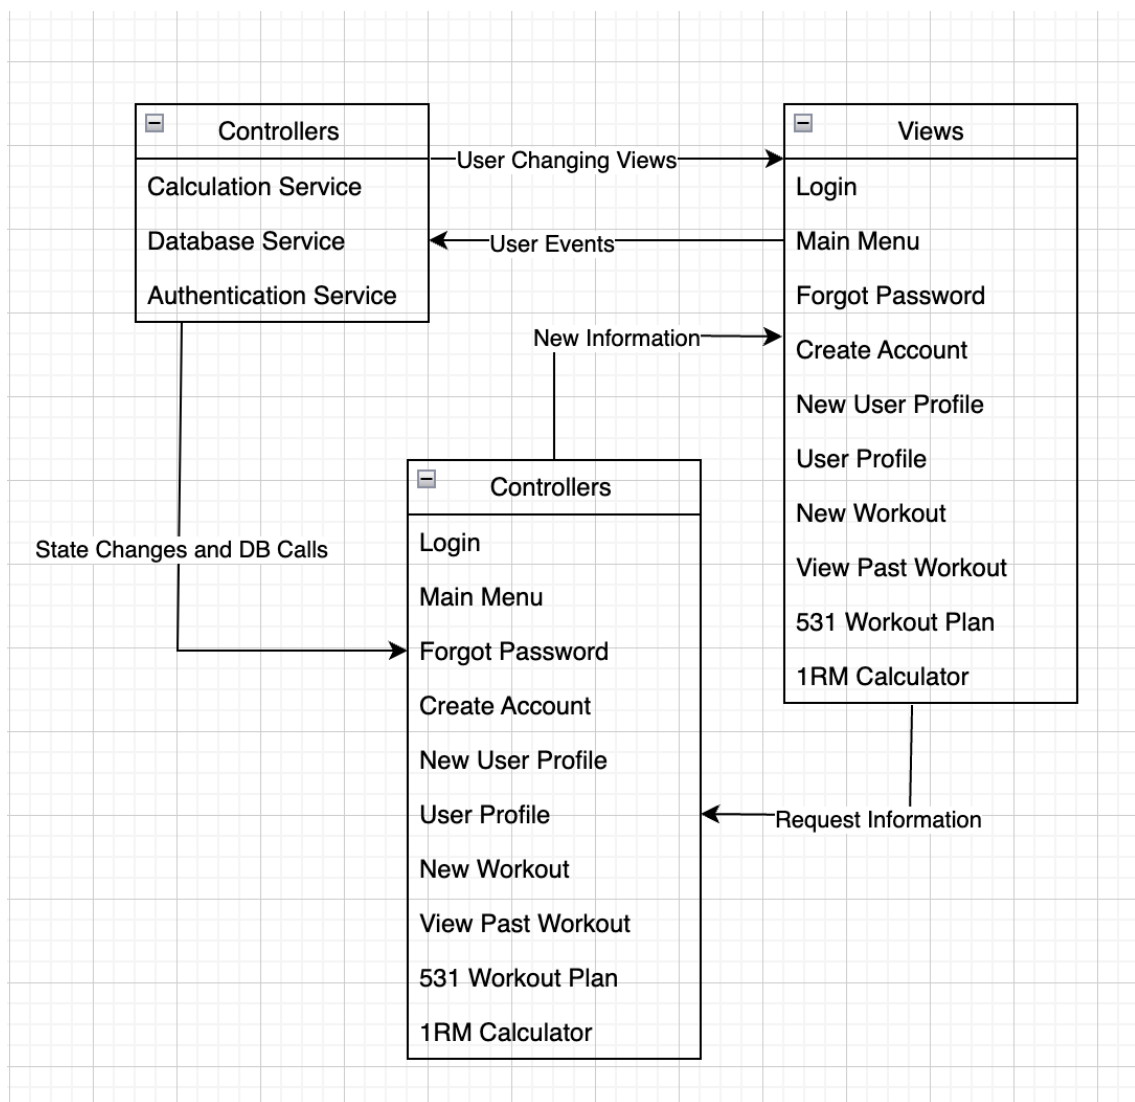 Controllers
Calculation Service
Database Service
Authentication Service
User Changing Views
User Events
New Information
State Changes and DB Calls
Views
Login
Main Menu
Forgot Password
Create Account
New User Profile
User Profile
New Workout
View Past Workout
531 Workout Plan
1RM Calculator
Request Information
Controllers
Login
Main Menu
Forgot Password
Create Account
New User Profile
User Profile
New Workout
View Past Workout
531 Workout Plan
1RM Calculator